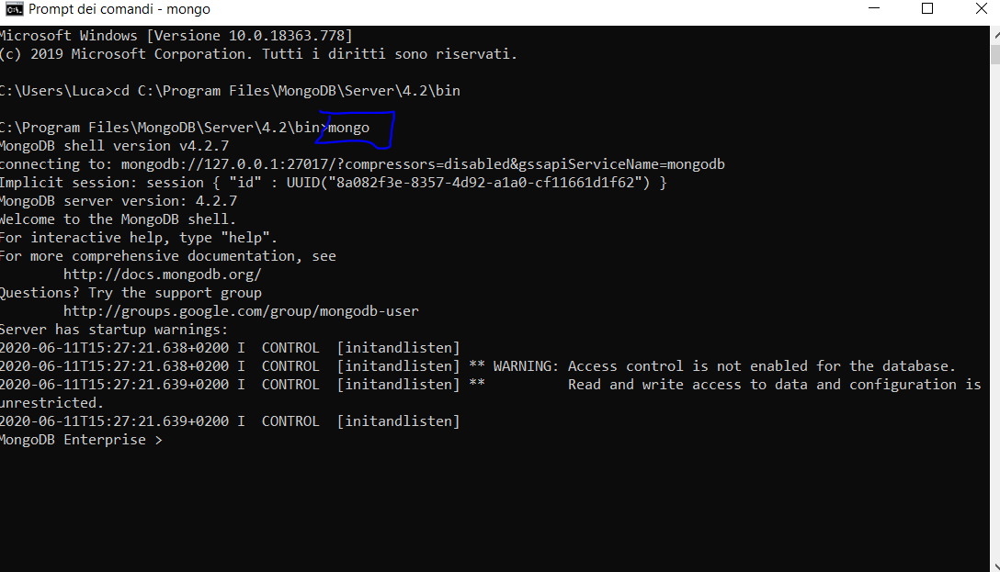 Prompt dei comandi - mongo
Microsoft Windows [Versione 10.0.18363.778]
(c) 2019 Microsoft Corporation. Tutti i diritti sono riservati.
C:\Users\Luca>cd C:\Program Files\MongoDB\Server\4.2\bin
C:\Program Files\MongoDB\Server\4.2\bin>mongo
MongoDB shell version v4.2.7
connecting to: mongodb://127.0.0.1:27017/?compressors=disabled&gssapiServiceName=mongodb
Implicit session: session { "id" : UUID("8a082f3e-8357-4d92-a1a0-cf11661d1f62") }
MongoDB server version: 4.2.7
Welcome to the MongoDB shell.
For interactive help, type "help".
For more comprehensive documentation, see
        http://docs.mongodb.org/
Questions? Try the support group
        http://groups.google.com/group/mongodb-user
Server has startup warnings:
2020-06-11T15:27:21.638+0200 I  CONTROL  [initandlisten]
2020-06-11T15:27:21.638+0200 I  CONTROL  [initandlisten] ** WARNING: Access control is not enabled for the database.
2020-06-11T15:27:21.639+0200 I  CONTROL  [initandlisten] **          Read and write access to data and configuration is
unrestricted.
2020-06-11T15:27:21.639+0200 I  CONTROL  [initandlisten]
MongoDB Enterprise >